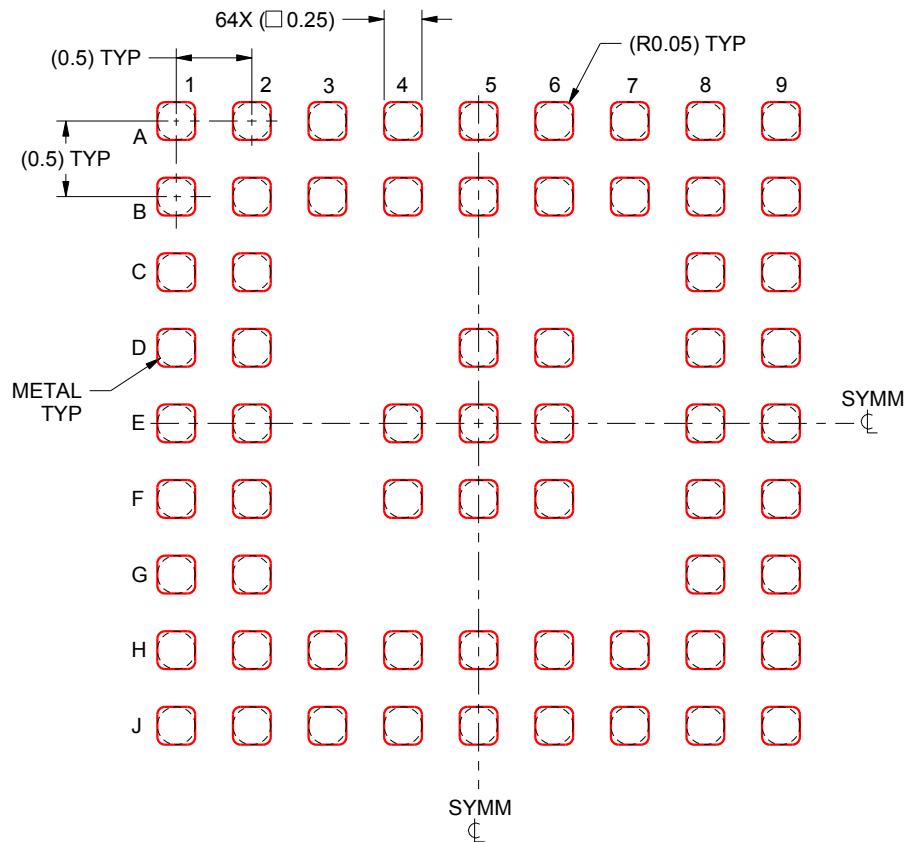 64X (□ 0.25)
(0.5) TYP
(R0.05) TYP
1 2 3 4 5 6 7 8 9
A
(0.5) TYP
B
C
D
METAL
TYP
E
SYMM
℄
F
G
H
J
SYMM
℄